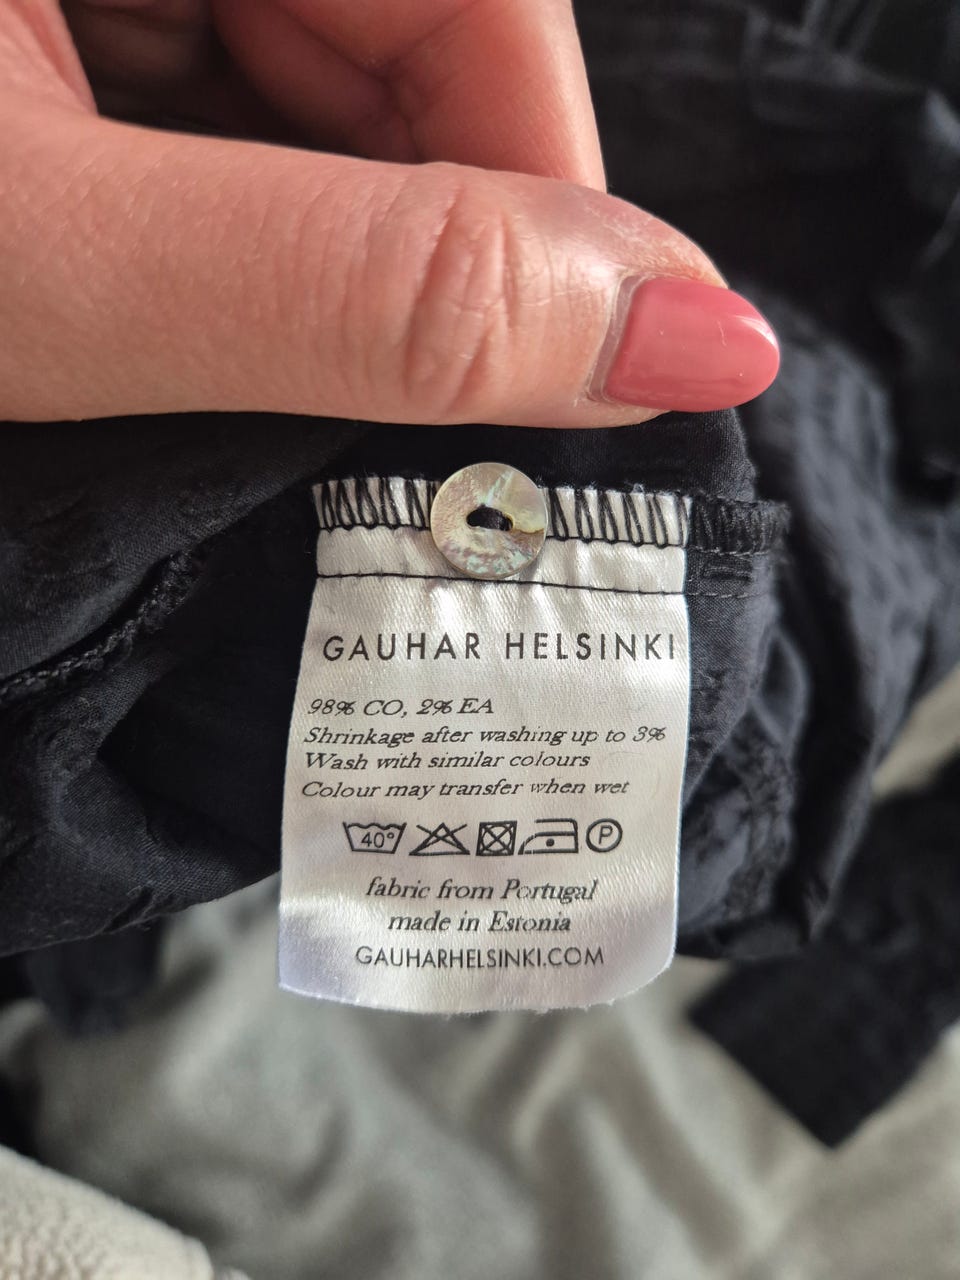 GAUHAR HELSINKI
98% CO, 2% EA
Shrinkage after washing up to 3%
Wash with similar colours
Colour may transfer when wet
40° P
fabric from Portugal
made in Estonia
GAUHARHELSINKI.COM